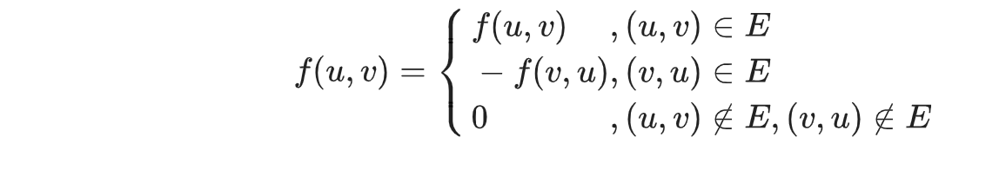 f(u, v) = { f(u, v) , (u, v) ∈ E
− f(v, u), (v, u) ∈ E
0 , (u, v) ∉ E, (v, u) ∉ E